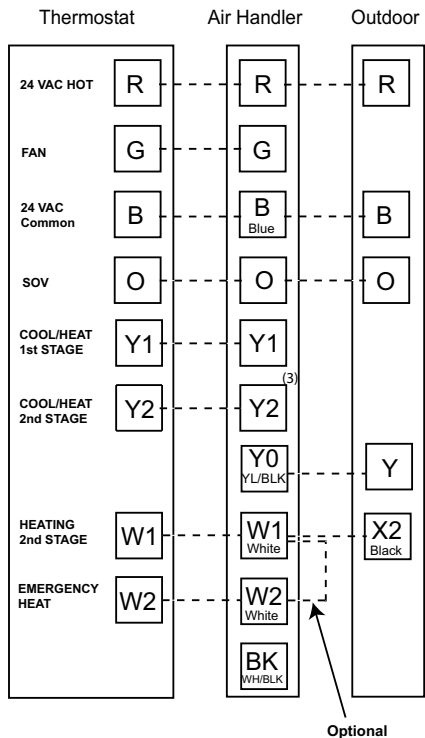 Thermostat Air Handler Outdoor
24 VAC HOT R R R
FAN G G
24 VAC
Common B B B
Blue
SOV O O O
COOL/HEAT
1st STAGE Y1 Y1
(3)
COOL/HEAT
2nd STAGE Y2 Y2
Y0 Y
YL/BLK
HEATING
2nd STAGE W1 W1 X2
White Black
EMERGENCY
HEAT W2 W2
White
BK
WH/BLK
Optional